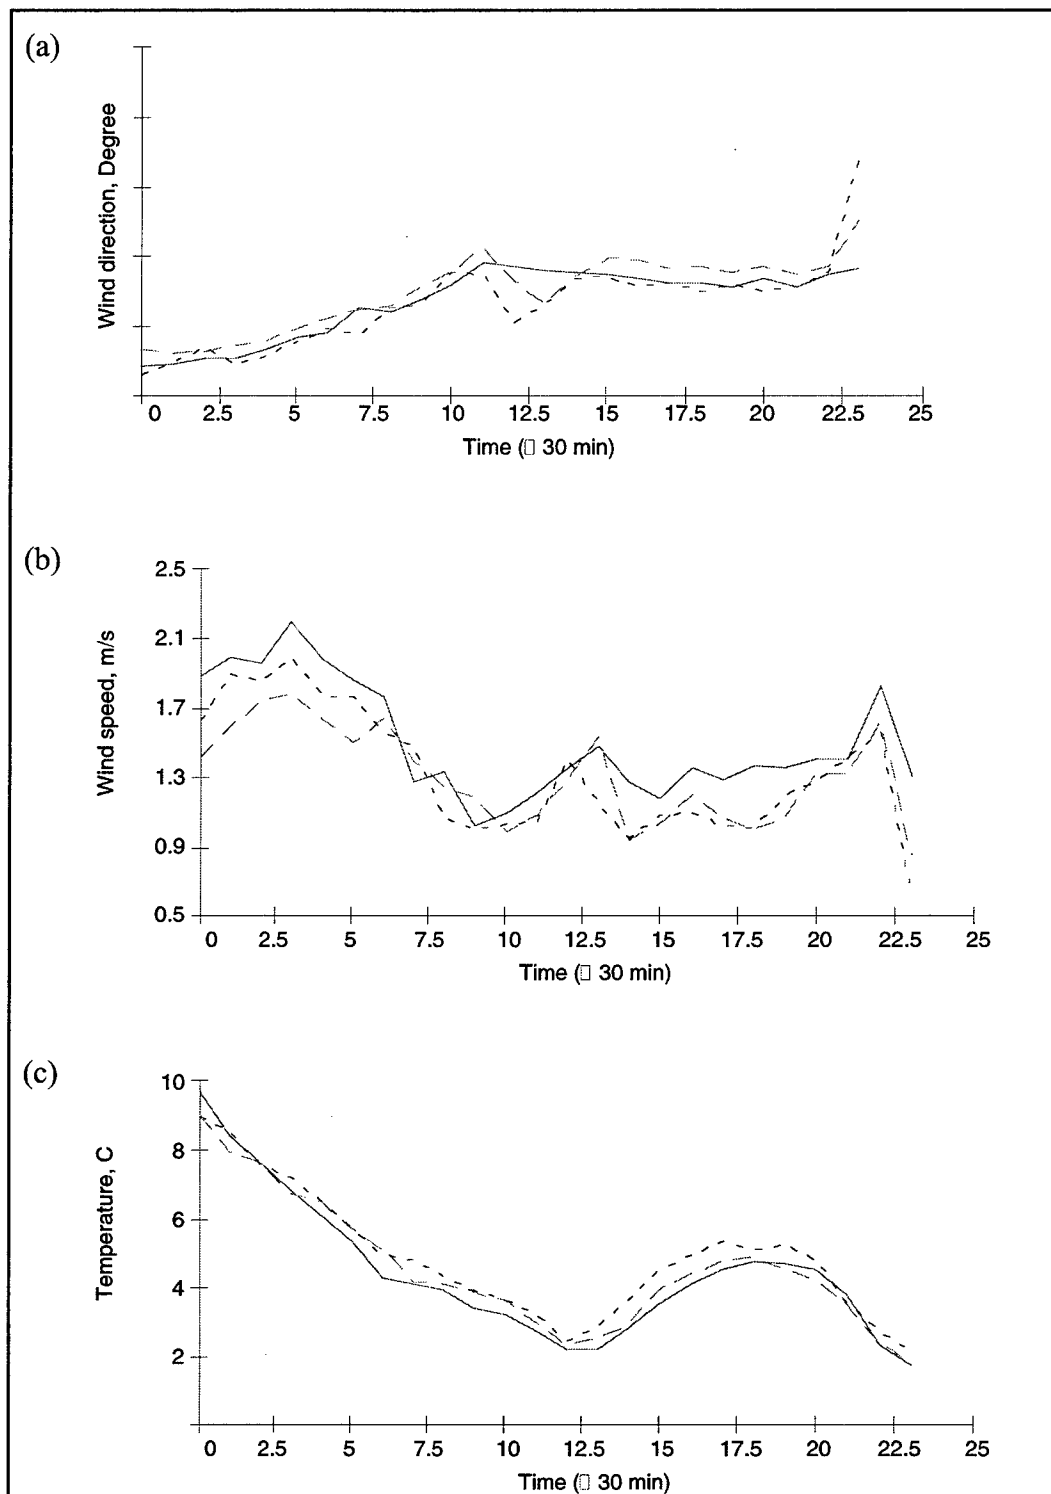 (a)
Wind direction, Degree
0 2.5 5 7.5 10 12.5 15 17.5 20 22.5 25
Time (▯ 30 min)
(b)
2.5
2.1
1.7
1.3
0.9
0.5
Wind speed, m/s
0 2.5 5 7.5 10 12.5 15 17.5 20 22.5 25
Time (▯ 30 min)
(c)
10
8
6
4
2
Temperature, C
0 2.5 5 7.5 10 12.5 15 17.5 20 22.5 25
Time (▯ 30 min)